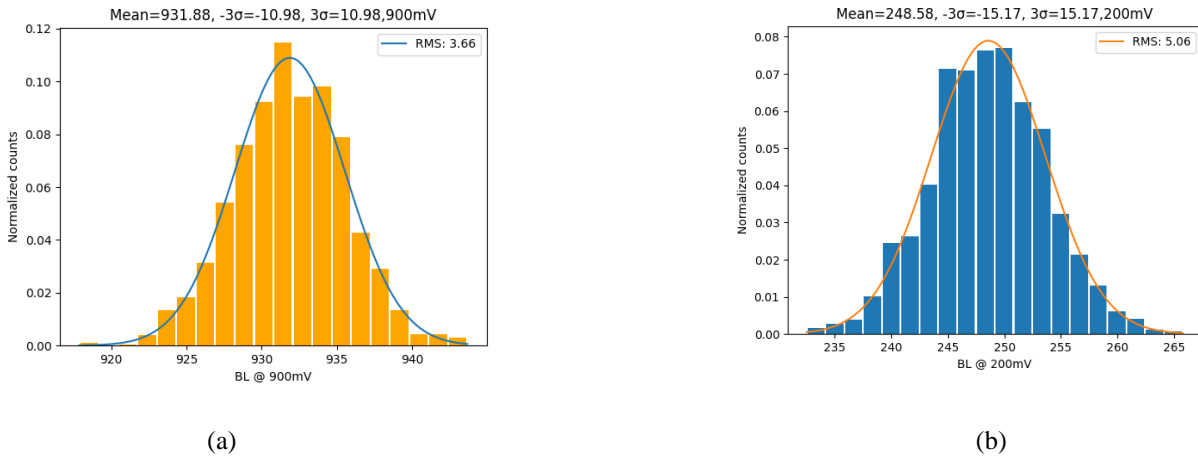 Mean=931.88, -3σ=-10.98, 3σ=10.98,900mV
RMS: 3.66
Normalized counts
0.12
0.10
0.08
0.06
0.04
0.02
0.00
920 925 930 935 940
BL @ 900mV
(a)
Mean=248.58, -3σ=-15.17, 3σ=15.17,200mV
RMS: 5.06
Normalized counts
0.08
0.07
0.06
0.05
0.04
0.03
0.02
0.01
0.00
235 240 245 250 255 260 265
BL @ 200mV
(b)